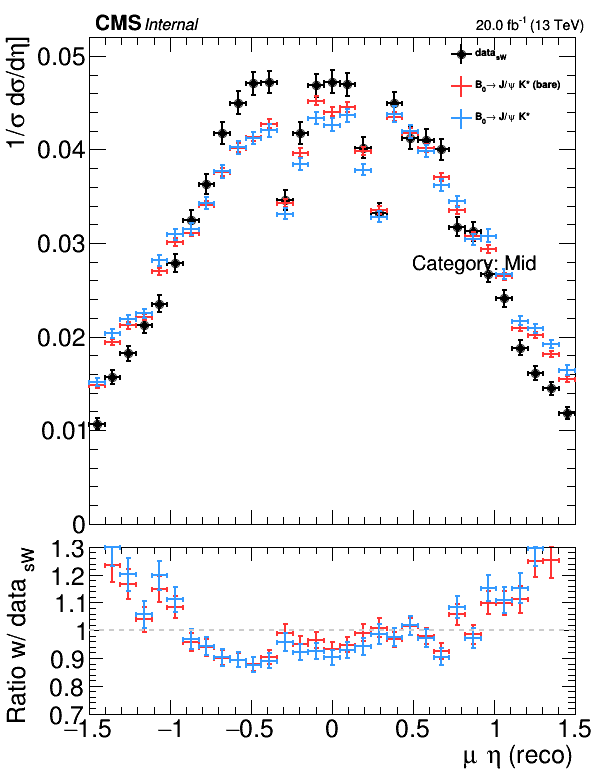 CMS Internal 20.0 fb⁻¹ (13 TeV)
1/σ dσ/dη]
0.05
0.04
0.03
0.02
0.01
0
data_sW
B₀→ J/ψ K* (bare)
B₀→ J/ψ K*
Category: Mid
Ratio w/ data_sW
1.3
1.2
1.1
1
0.9
0.8
0.7
−1.5 −1 −0.5 0 0.5 1 1.5
μ η (reco)